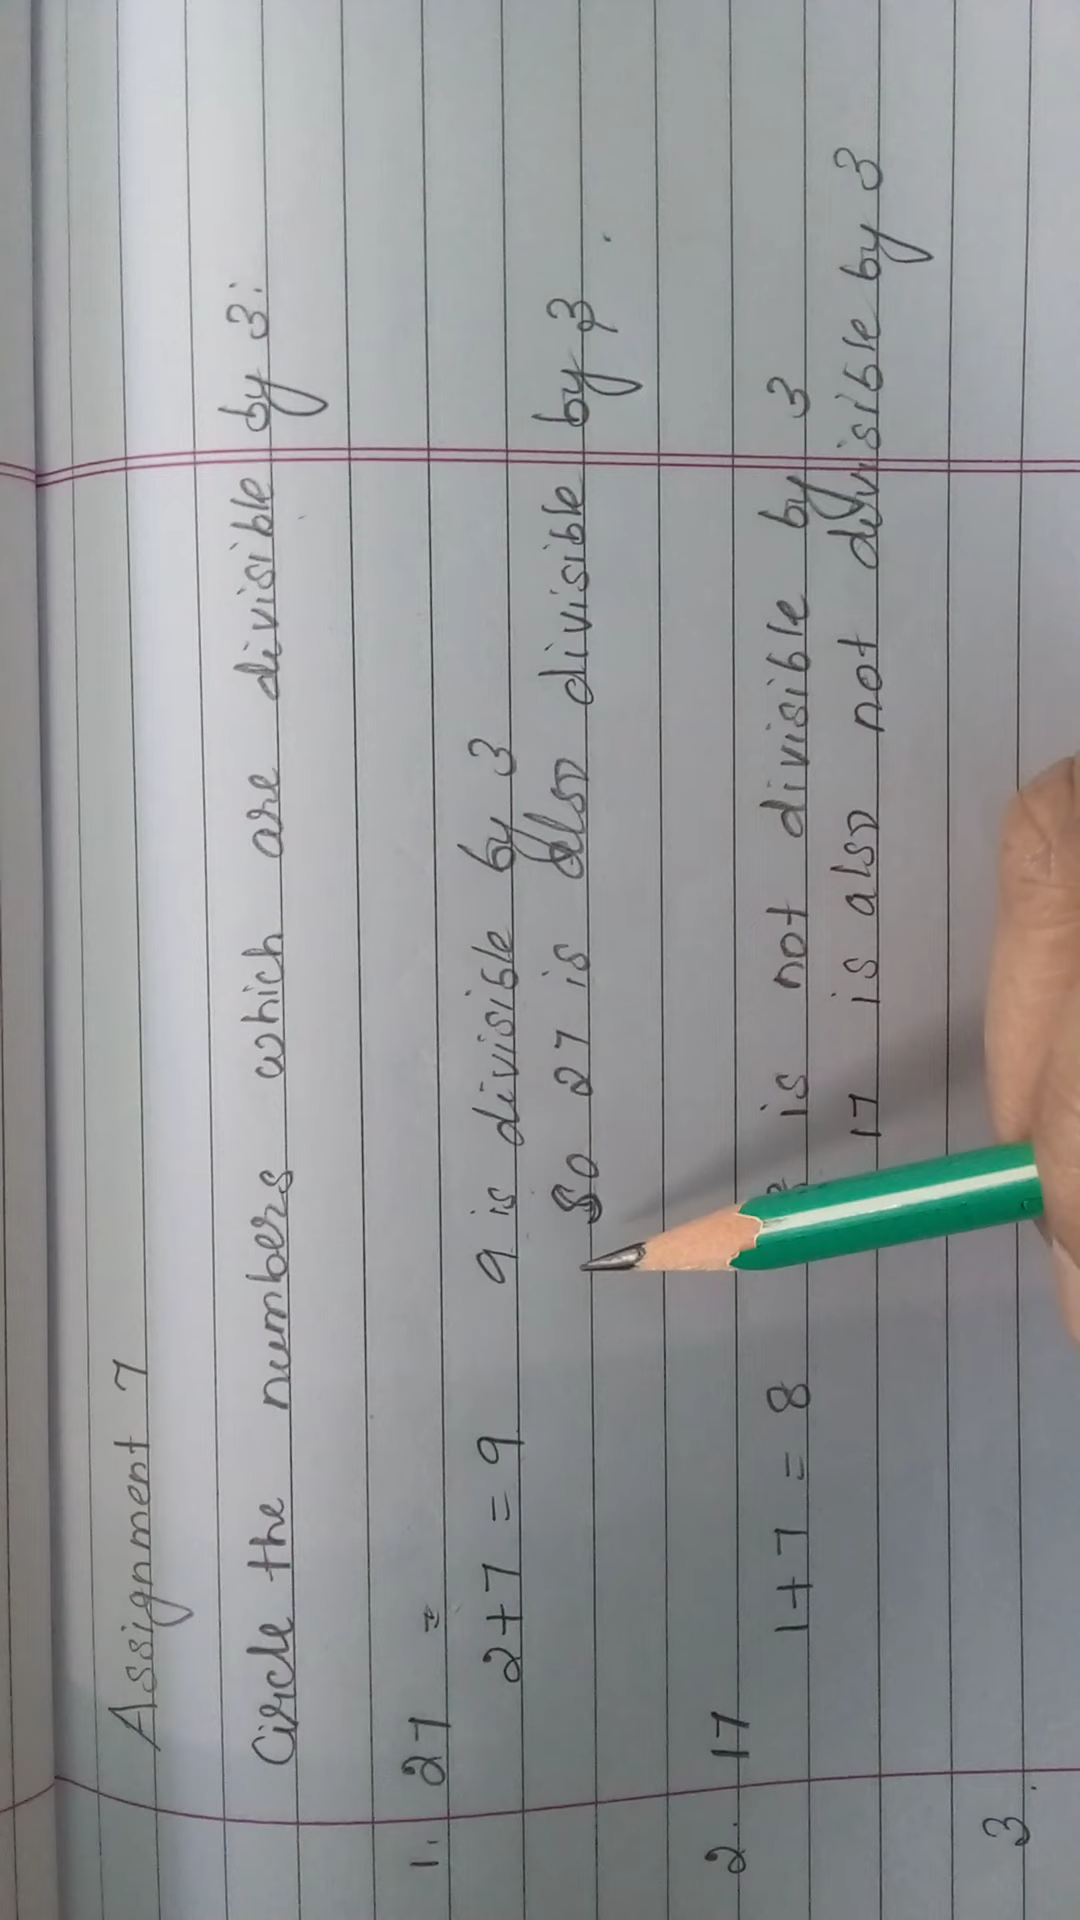 Assignment 7
Circle the numbers which are divisible by 3:
1. 27 =
2+7 = 9 9 is divisible by 3
So 27 is also divisible by 3.
2. 17
1+7 = 8 is not divisible by 3
17 is also not divisible by 3
3.